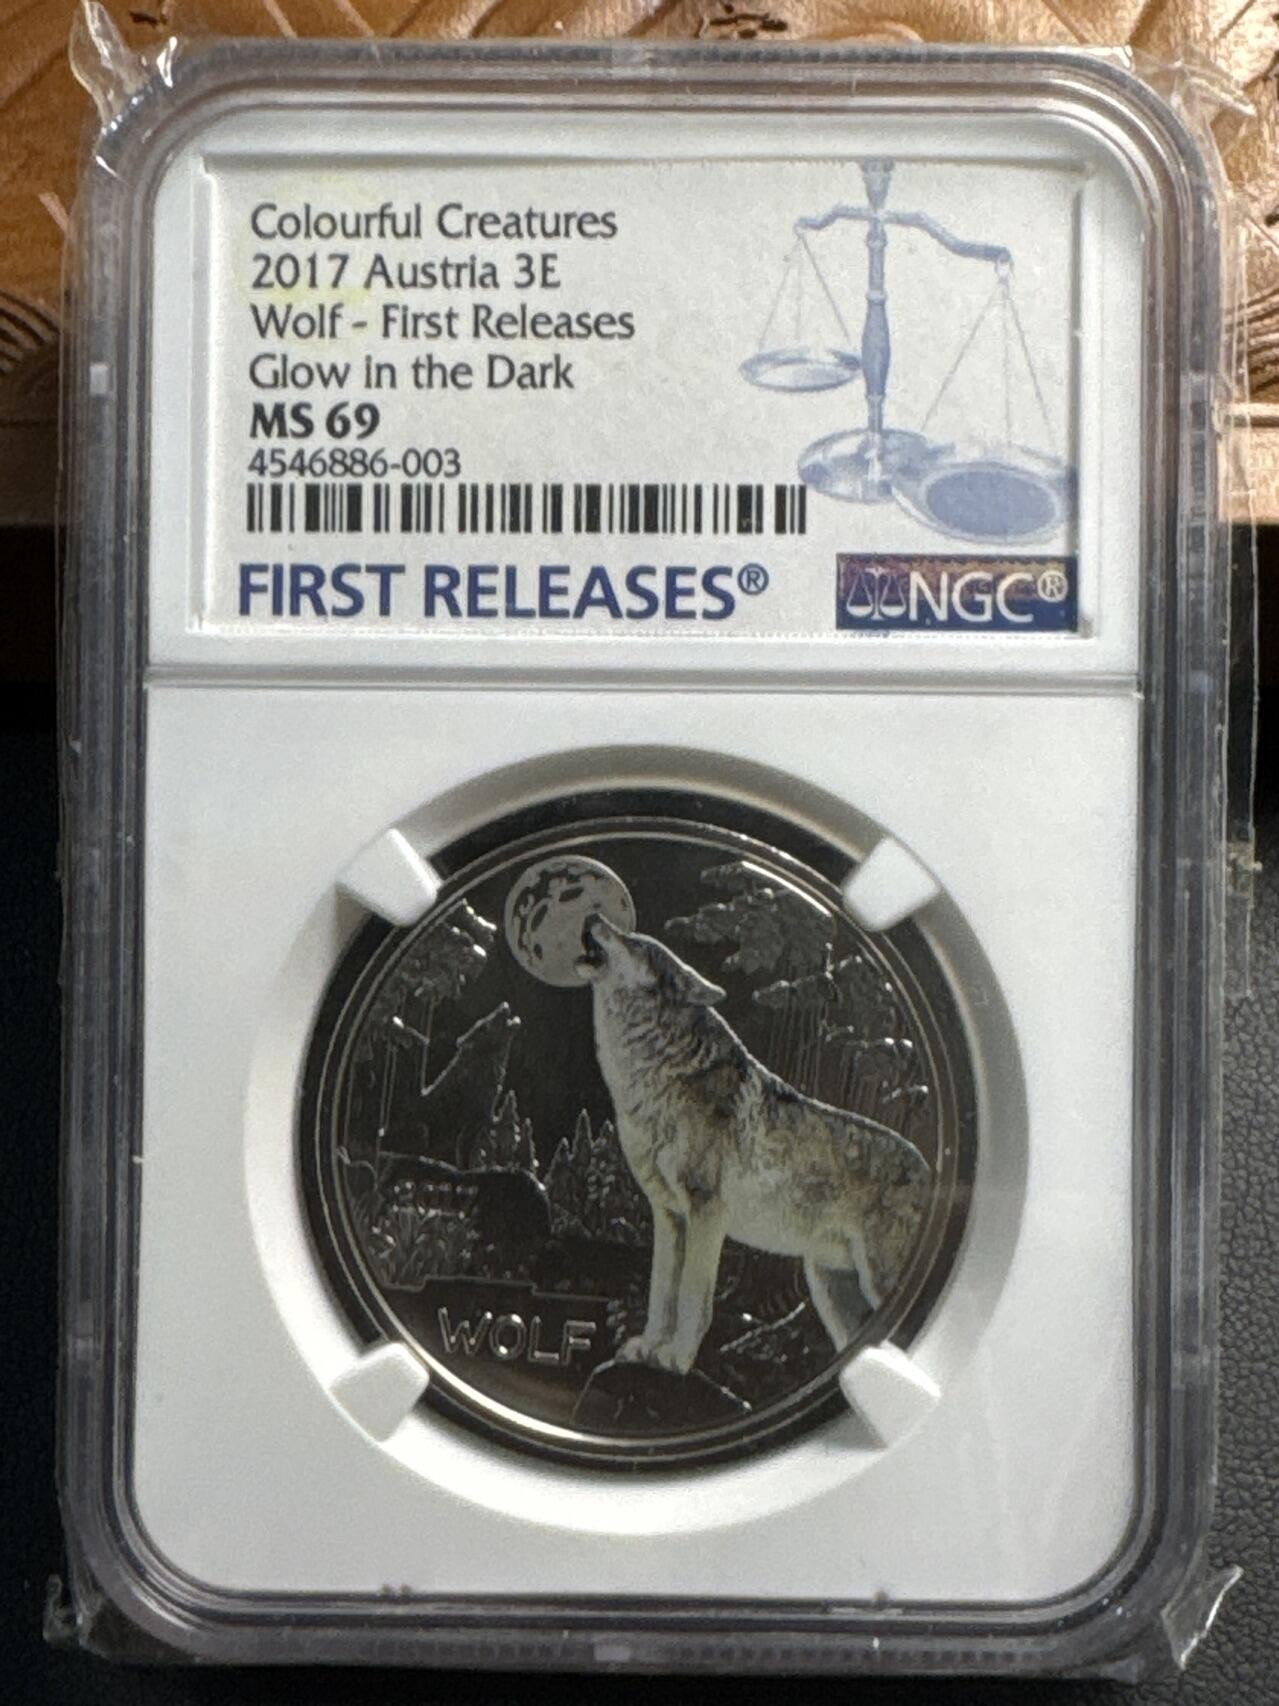 Colourful Creatures
2017 Austria 3E
Wolf - First Releases
Glow in the Dark
MS 69
4546886-003
FIRST RELEASES®
NGC®
2017
WOLF